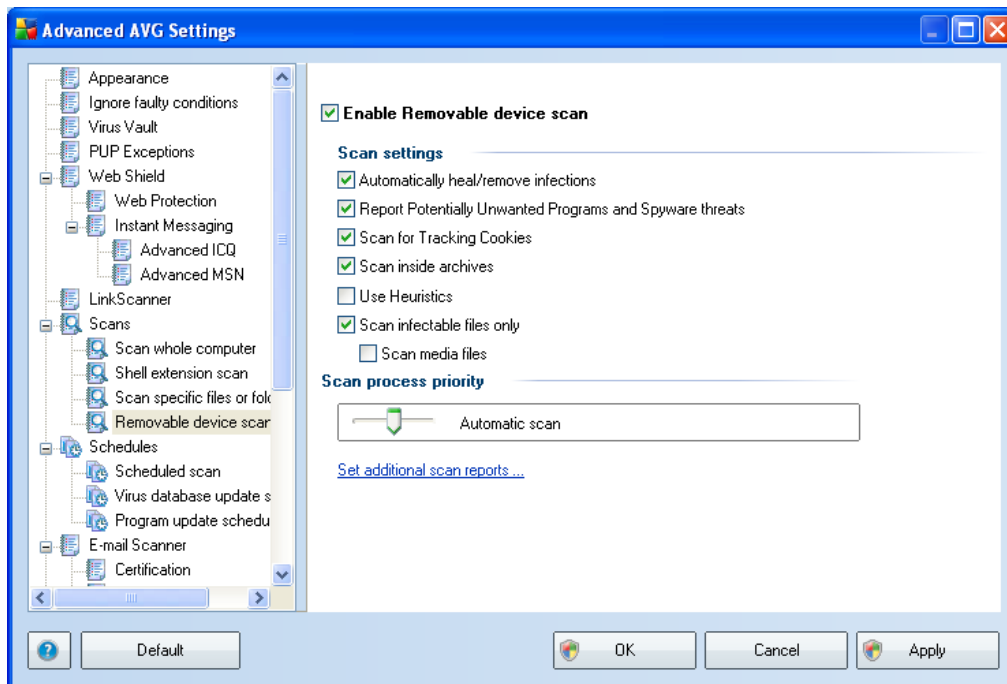 Advanced AVG Settings
Appearance
Ignore faulty conditions
Virus Vault
PUP Exceptions
Web Shield
Web Protection
Instant Messaging
Advanced ICQ
Advanced MSN
LinkScanner
Scans
Scan whole computer
Shell extension scan
Scan specific files or fold
Removable device scan
Schedules
Scheduled scan
Virus database update s
Program update schedu
E-mail Scanner
Certification
Enable Removable device scan
Scan settings
Automatically heal/remove infections
Report Potentially Unwanted Programs and Spyware threats
Scan for Tracking Cookies
Scan inside archives
Use Heuristics
Scan infectable files only
Scan media files
Scan process priority
Automatic scan
Set additional scan reports ...
? Default OK Cancel Apply